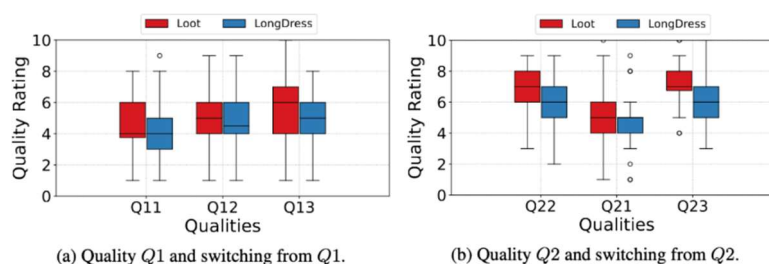 Loot LongDress Loot LongDress
10 10
8 8
6 6
4 4
2 2
0 0
Quality Rating Quality Rating
Q11 Q12 Q13 Q22 Q21 Q23
Qualities Qualities
(a) Quality Q1 and switching from Q1. (b) Quality Q2 and switching from Q2.